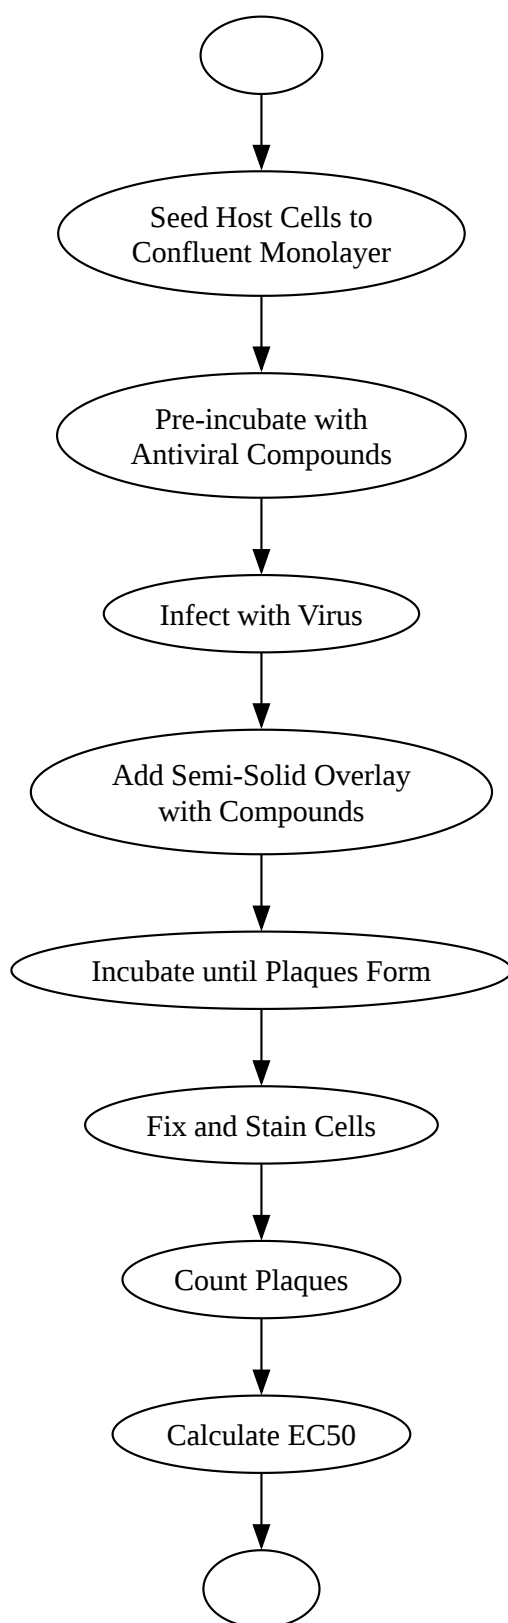 Seed Host Cells to
Confluent Monolayer
Pre-incubate with
Antiviral Compounds
Infect with Virus
Add Semi-Solid Overlay
with Compounds
Incubate until Plaques Form
Fix and Stain Cells
Count Plaques
Calculate EC50